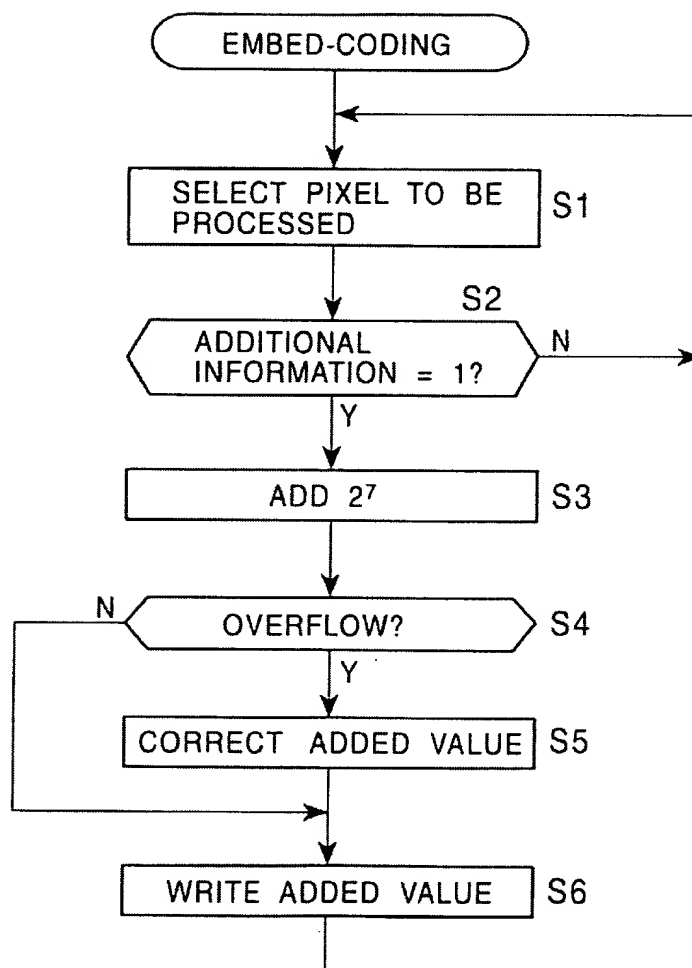 EMBED-CODING
SELECT PIXEL TO BE
PROCESSED
S1
S2
ADDITIONAL
INFORMATION = 1?
N
Y
ADD 2⁷
S3
N
OVERFLOW?
S4
Y
CORRECT ADDED VALUE
S5
WRITE ADDED VALUE
S6